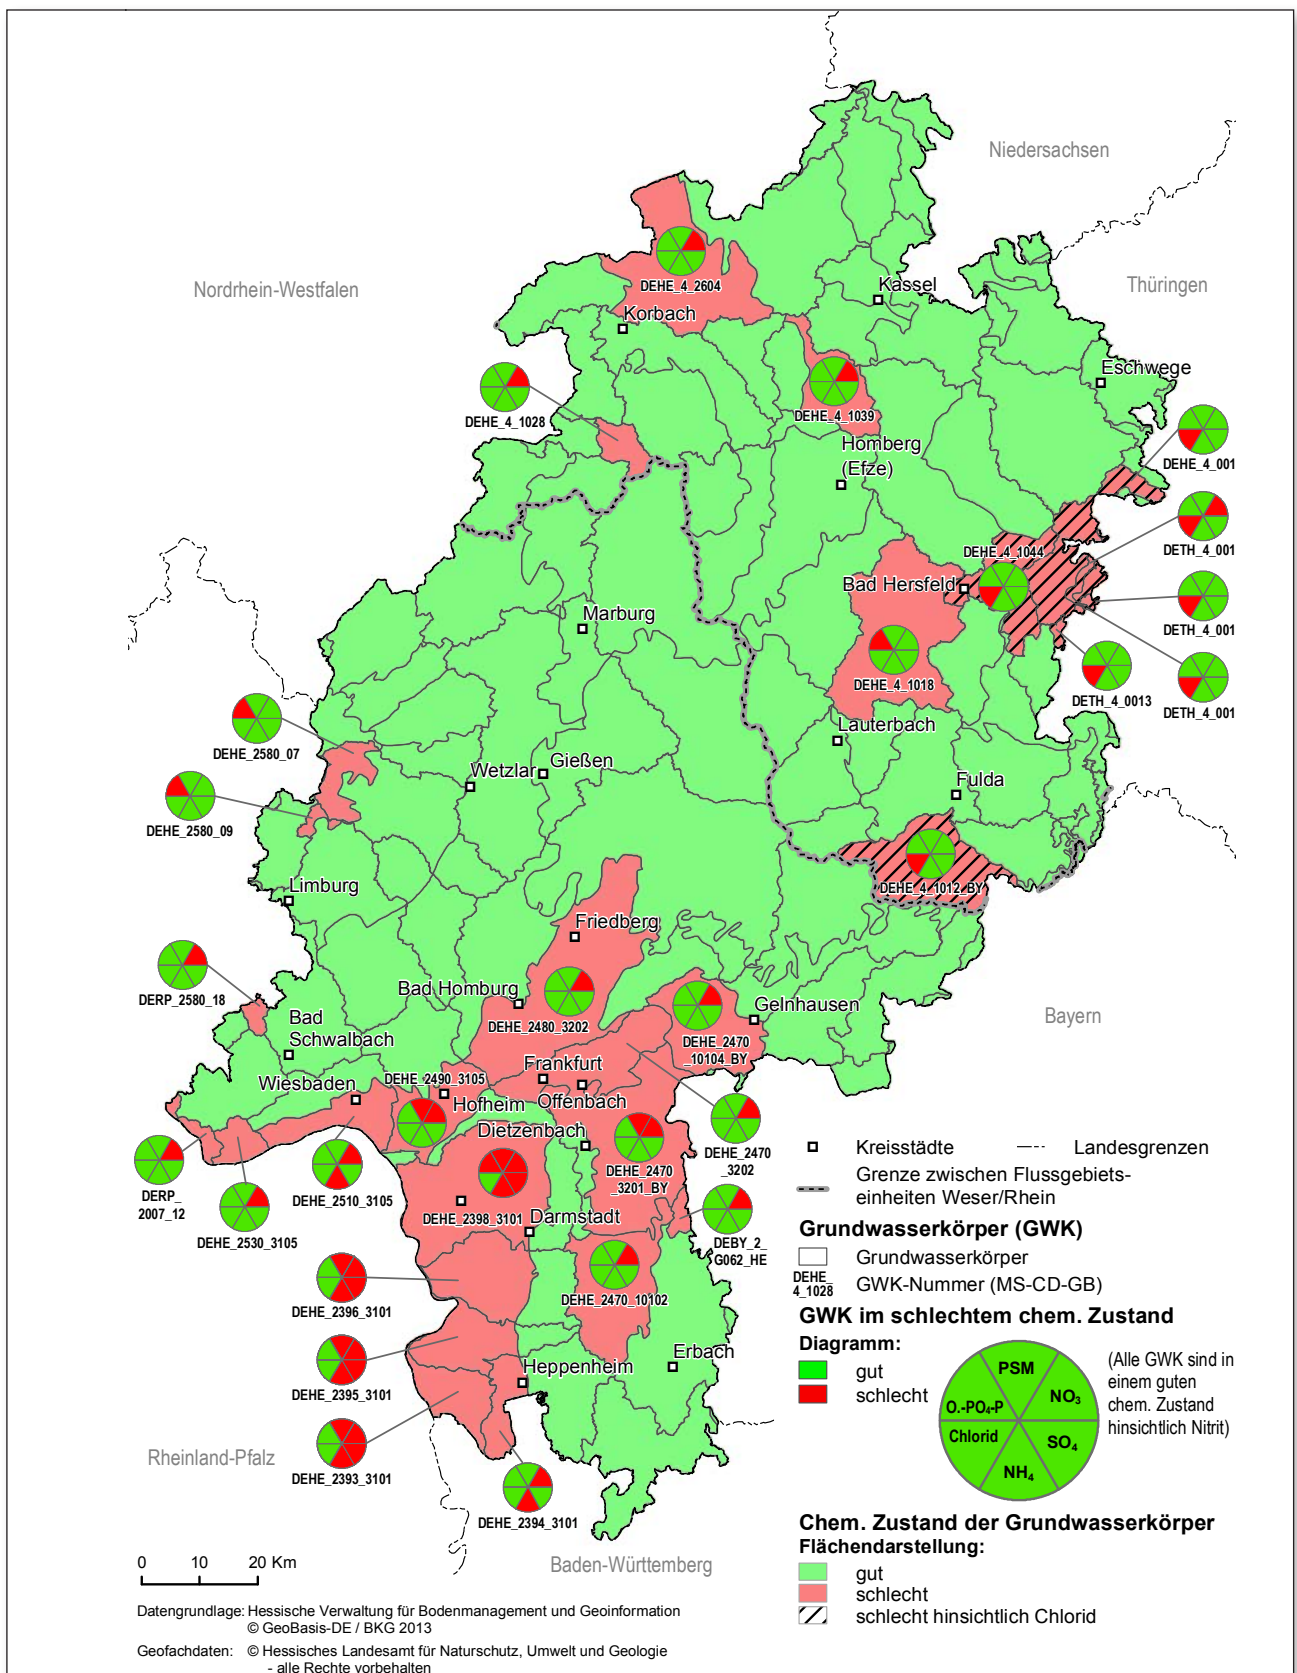 Niedersachsen
Nordrhein-Westfalen
Thüringen
DEHE_4_2604
Kassel
Korbach
Eschwege
DEHE_4_1028
DEHE_4_1039
Homberg
(Efze)
DEHE_4_001
DETH_4_001
DEHE_4_1044
Bad Hersfeld
DETH_4_001
Marburg
DEHE_4_1018
DETH_4_0013
DETH_4_001
Lauterbach
DEHE_2580_07
Wetzlar
Gießen
Fulda
DEHE_2580_09
DEHE_4_1012_BY
Limburg
Friedberg
DERP_2580_18
Bad Homburg
DEHE_2480_3202
Gelnhausen
DEHE_2470
_10104_BY
Bayern
Bad
Schwalbach
Frankfurt
Wiesbaden
DEHE_2490_3105
Hofheim
Offenbach
Dietzenbach
DEHE_2470
_3202
DEHE_2470
_3201_BY
DERP_
2007_12
DEHE_2510_3105
DEHE_2530_3105
DEHE_2398_3101
Darmstadt
DEBY_2_
G062_HE
DEHE_2396_3101
DEHE_2470_10102
DEHE_2395_3101
Heppenheim
Erbach
Rheinland-Pfalz
DEHE_2393_3101
DEHE_2394_3101
Baden-Württemberg
Kreisstädte
Landesgrenzen
Grenze zwischen Flussgebiets-
einheiten Weser/Rhein
Grundwasserkörper (GWK)
Grundwasserkörper
DEHE_
4_1028
GWK-Nummer (MS-CD-GB)
GWK im schlechtem chem. Zustand
Diagramm:
gut
schlecht
PSM
NO₃
O.-PO₄-P
Chlorid
SO₄
NH₄
(Alle GWK sind in
einem guten
chem. Zustand
hinsichtlich Nitrit)
Chem. Zustand der Grundwasserkörper
Flächendarstellung:
gut
schlecht
schlecht hinsichtlich Chlorid
0 10 20 Km
Datengrundlage: Hessische Verwaltung für Bodenmanagement und Geoinformation
© GeoBasis-DE / BKG 2013
Geofachdaten: © Hessisches Landesamt für Naturschutz, Umwelt und Geologie
- alle Rechte vorbehalten